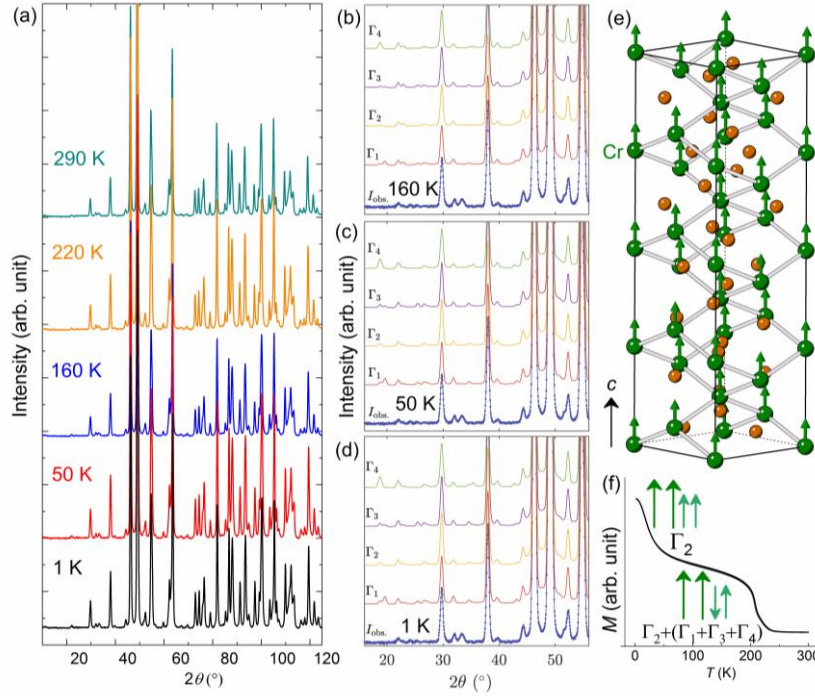 (a)
290 K
220 K
160 K
50 K
1 K
Intensity (arb. unit)
0 20 40 60 80 100 120
2θ (°)
(b)
Γ4
Γ3
Γ2
Γ1
Iobs.
160 K
(c)
Γ4
Γ3
Γ2
Γ1
Iobs.
50 K
Intensity (arb. unit)
(d)
Γ4
Γ3
Γ2
Γ1
Iobs.
1 K
20 30 40 50
2θ (°)
(e)
Cr
c
(f)
Γ2
Γ2+(Γ1+Γ3+Γ4)
M (arb. unit)
0 100 200 300
T (K)